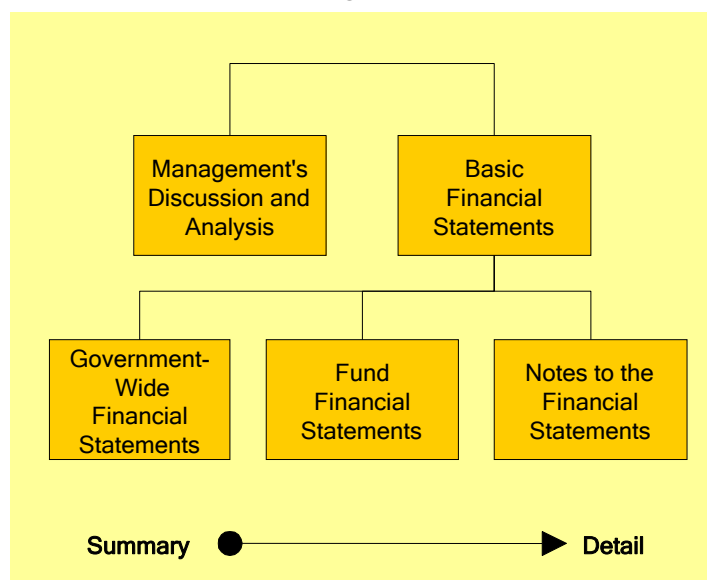 Management's
Discussion and
Analysis
Basic
Financial
Statements
Government-
Wide
Financial
Statements
Fund
Financial
Statements
Notes to the
Financial
Statements
Summary
Detail